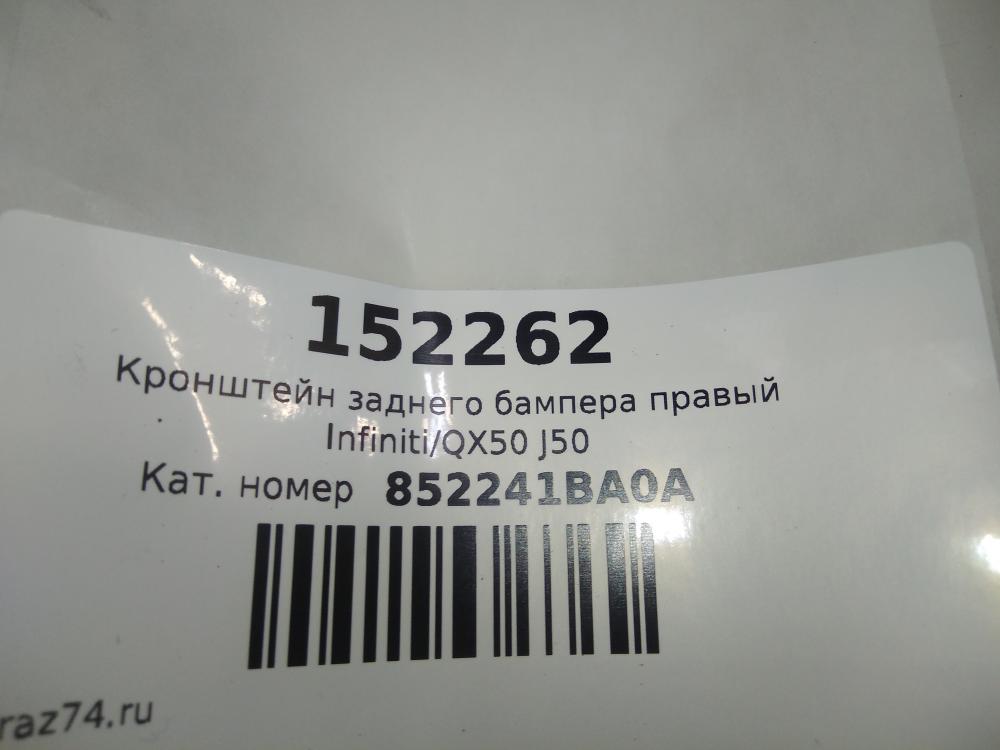 152262
Кронштейн заднего бампера правый
Infiniti/QX50 J50
Кат. номер 852241BA0A
raz74.ru